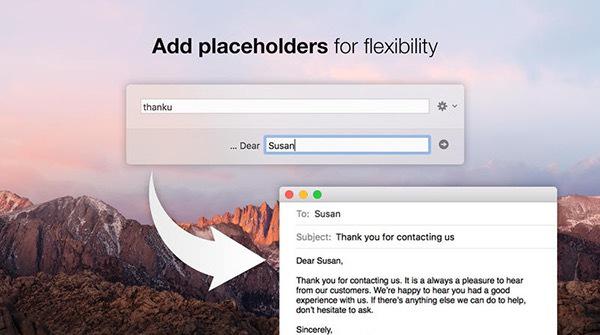 Add placeholders for flexibility
thanku
... Dear Susan
To: Susan
Subject: Thank you for contacting us
Dear Susan,
Thank you for contacting us. It is a always a pleasure to hear
from our customers. We're happy to hear you had a good
experience with us. If there's anything else we can do to help,
don't hesitate to ask.
Sincerely,